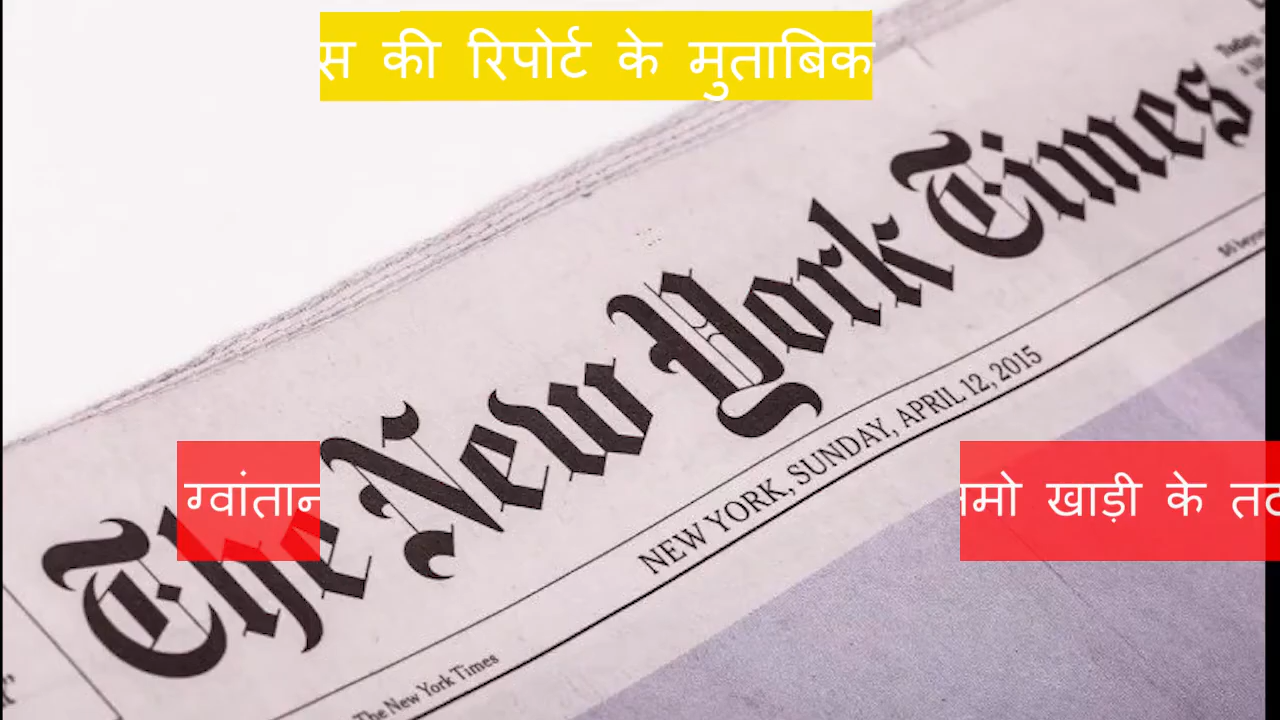 स की रिपोर्ट के मुताबिक
The New York Times
NEW YORK, SUNDAY, APRIL 12, 2015
ग्वांतान
मो खाड़ी के
The New York Times